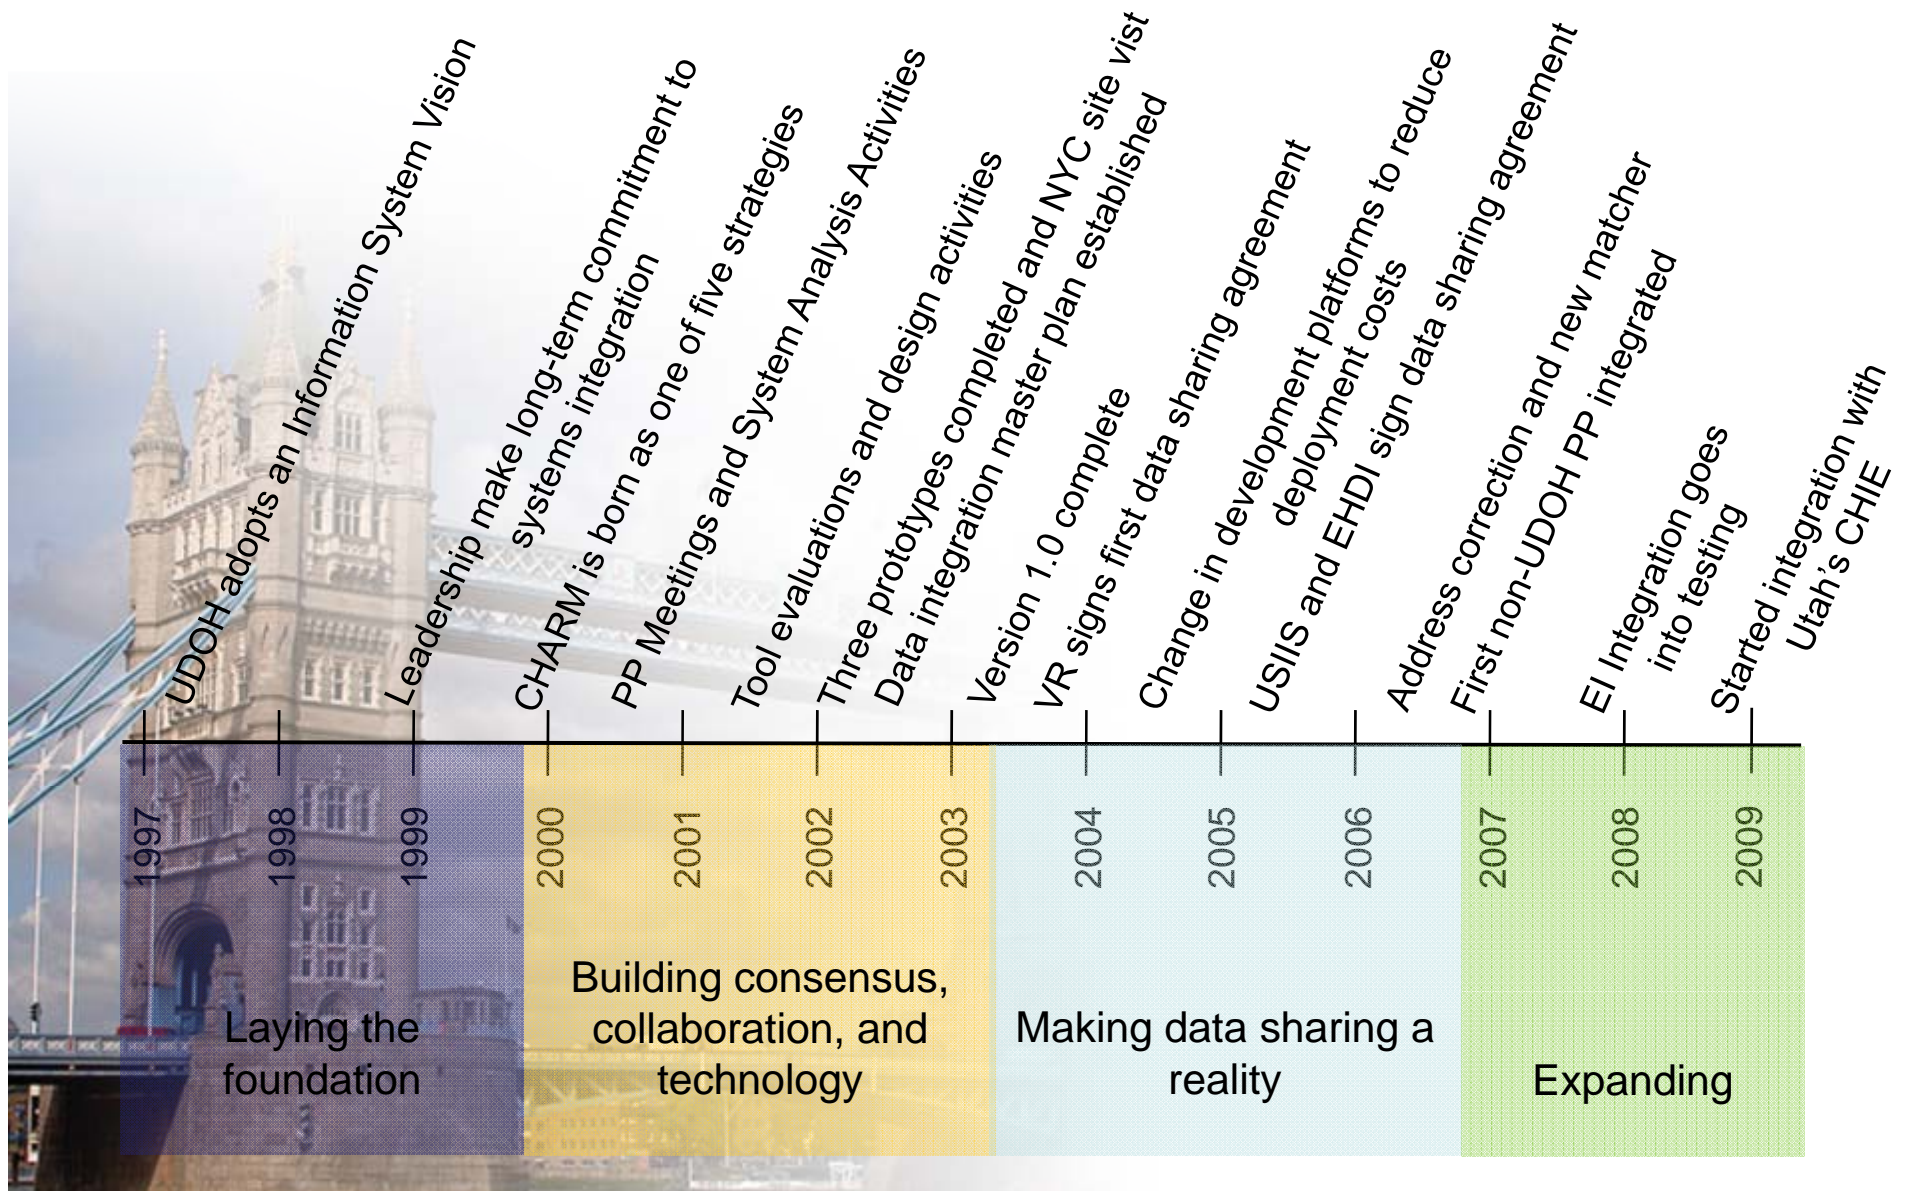 UDOH adopts an Information System Vision
Leadership make long-term commitment to
systems integration
CHARM is born as one of five strategies
PP Meetings and System Analysis Activities
Tool evaluations and design activities
Three prototypes completed and NYC site vist
Data integration master plan established
Version 1.0 complete
VR signs first data sharing agreement
Change in development platforms to reduce
deployment costs
USIIS and EHDI sign data sharing agreement
Address correction and new matcher
First non-UDOH PP integrated
EI Integration goes
into testing
Started integration with
Utah's CHIE
1997
1998
1999
2000
2001
2002
2003
2004
2005
2006
2007
2008
2009
Laying the
foundation
Building consensus,
collaboration, and
technology
Making data sharing a
reality
Expanding